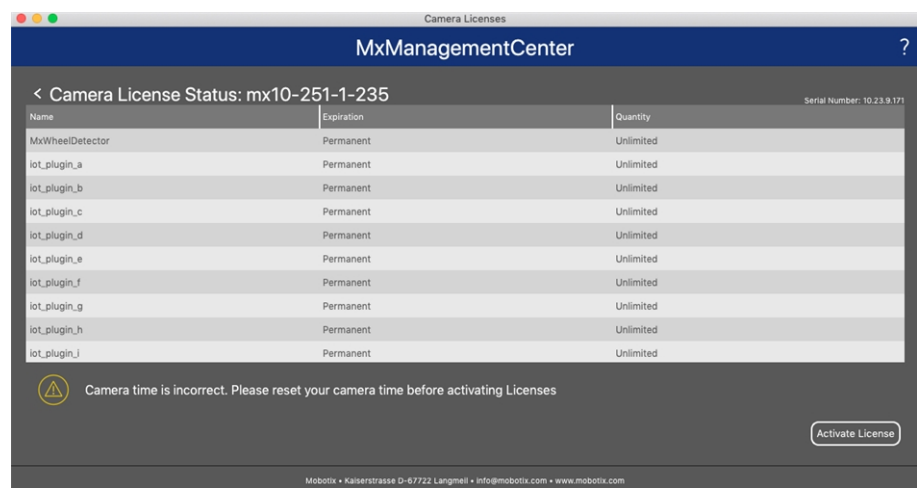 Camera Licenses
MxManagementCenter
?
< Camera License Status: mx10-251-1-235
Serial Number: 10.23.9.171
Name Expiration Quantity
MxWheelDetector Permanent Unlimited
iot_plugin_a Permanent Unlimited
iot_plugin_b Permanent Unlimited
iot_plugin_c Permanent Unlimited
iot_plugin_d Permanent Unlimited
iot_plugin_e Permanent Unlimited
iot_plugin_f Permanent Unlimited
iot_plugin_g Permanent Unlimited
iot_plugin_h Permanent Unlimited
iot_plugin_i Permanent Unlimited
Camera time is incorrect. Please reset your camera time before activating Licenses
Activate License
Mobotix • Kaiserstrasse D-67722 Langmeil • info@mobotix.com • www.mobotix.com